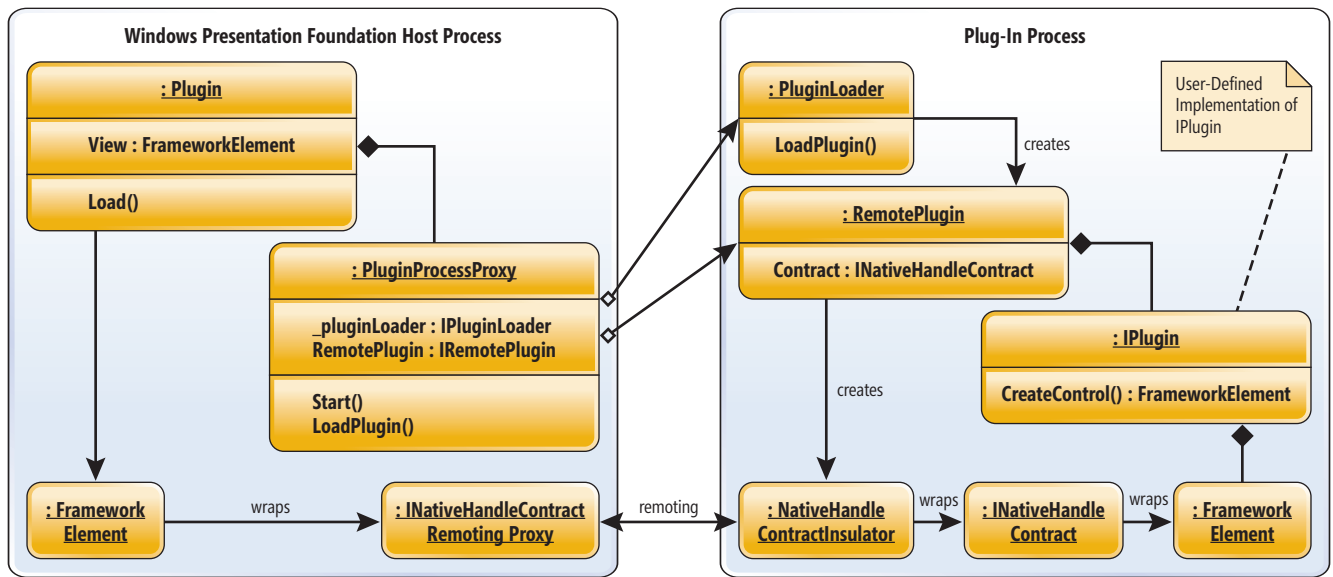 Windows Presentation Foundation Host Process
: Plugin
View : FrameworkElement
Load()
: PluginProcessProxy
_pluginLoader : IPluginLoader
RemotePlugin : IRemotePlugin
Start()
LoadPlugin()
: Framework
Element
wraps
: INativeHandleContract
Remoting Proxy
remoting
Plug-In Process
: PluginLoader
LoadPlugin()
creates
User-Defined
Implementation of
IPlugin
: RemotePlugin
Contract : INativeHandleContract
creates
: IPlugin
CreateControl() : FrameworkElement
: NativeHandle
ContractInsulator
wraps
: INativeHandle
Contract
wraps
: Framework
Element